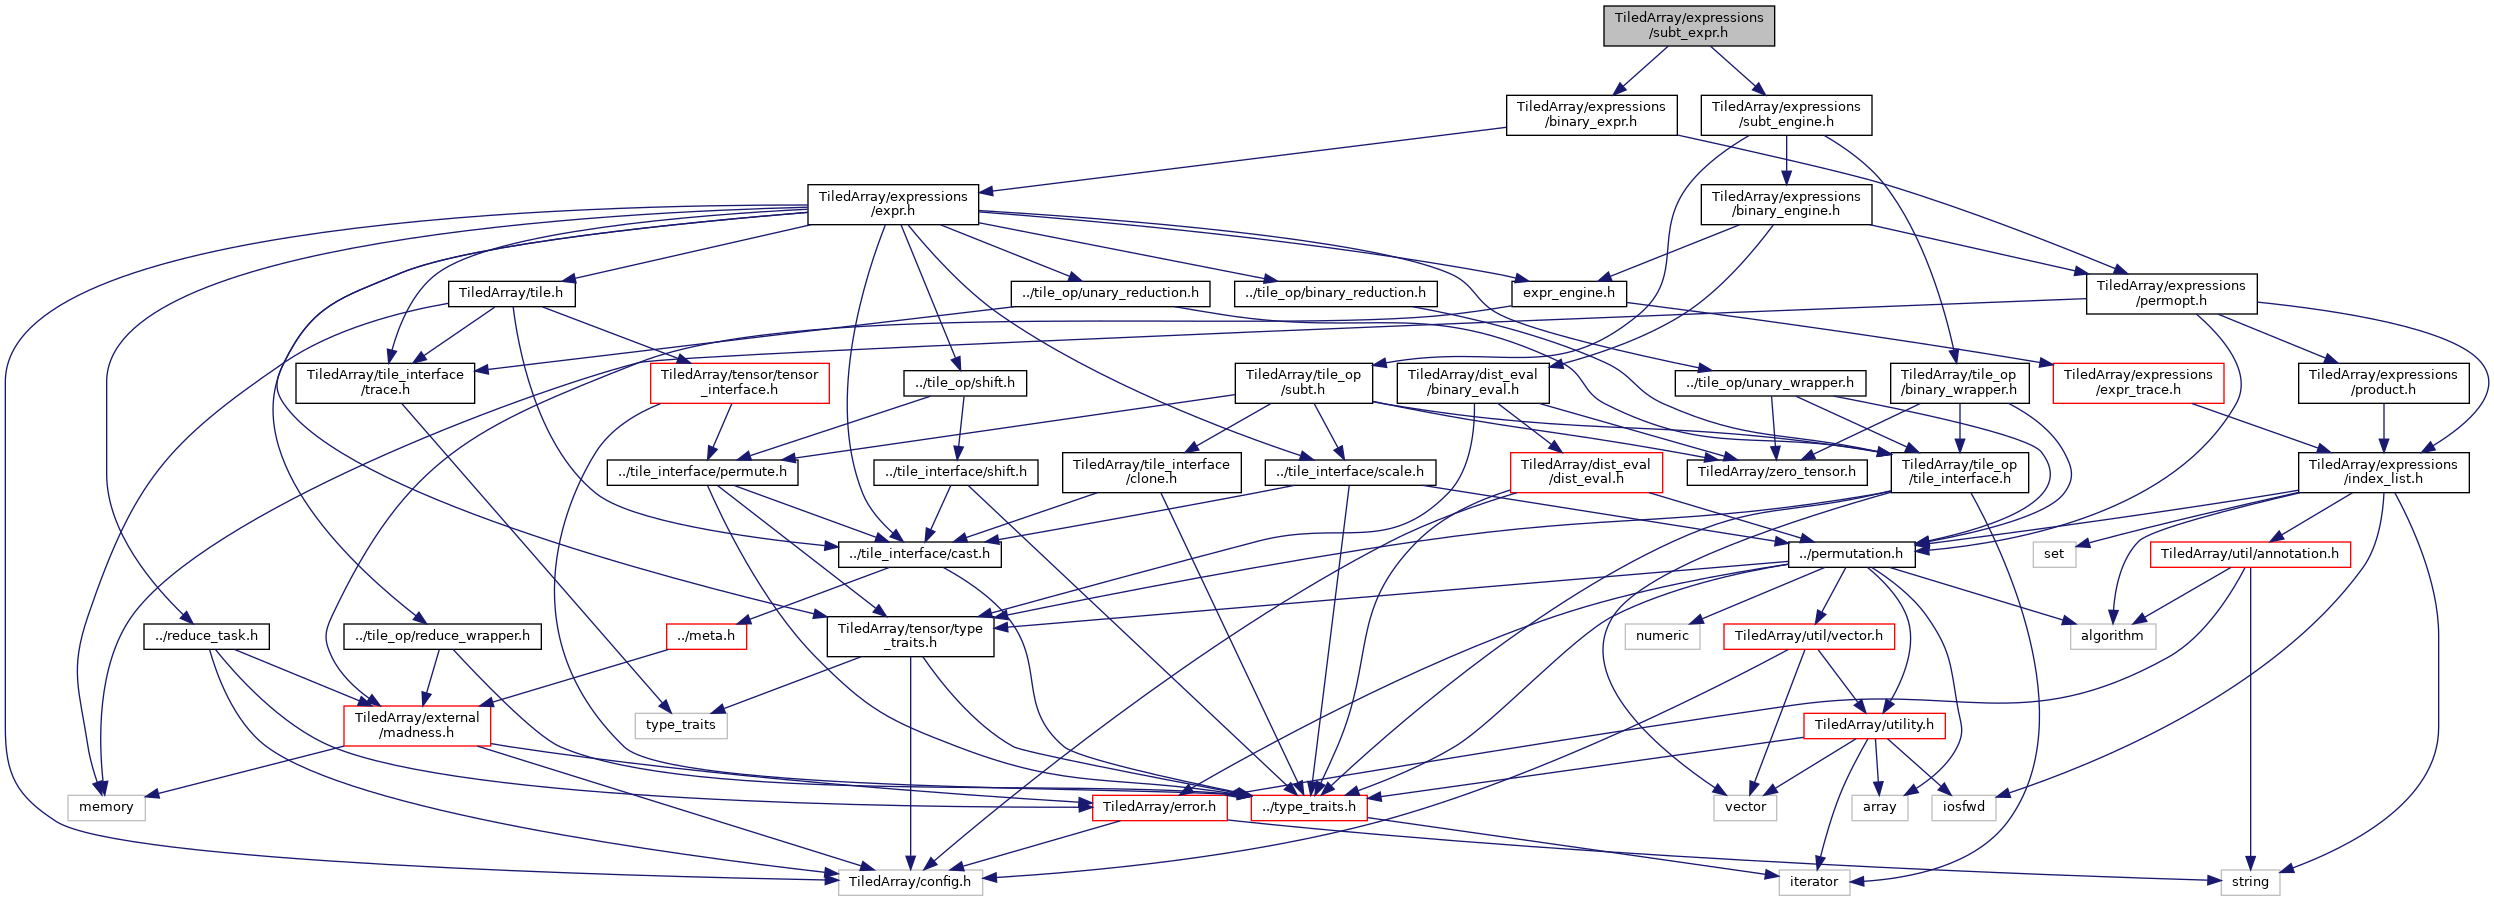 TiledArray/expressions
/subt_expr.h
TiledArray/expressions
/binary_expr.h
TiledArray/expressions
/subt_engine.h
TiledArray/expressions
/expr.h
TiledArray/expressions
/binary_engine.h
TiledArray/tile.h
../tile_op/unary_reduction.h
../tile_op/binary_reduction.h
expr_engine.h
TiledArray/expressions
/permopt.h
TiledArray/tile_interface
/trace.h
TiledArray/tensor/tensor
_interface.h
../tile_op/shift.h
TiledArray/tile_op
/subt.h
TiledArray/dist_eval
/binary_eval.h
../tile_op/unary_wrapper.h
TiledArray/tile_op
/binary_wrapper.h
TiledArray/expressions
/expr_trace.h
TiledArray/expressions
/product.h
../tile_interface/permute.h
../tile_interface/shift.h
TiledArray/tile_interface
/clone.h
../tile_interface/scale.h
TiledArray/dist_eval
/dist_eval.h
TiledArray/zero_tensor.h
TiledArray/tile_op
/tile_interface.h
TiledArray/expressions
/index_list.h
../tile_interface/cast.h
../permutation.h
set
TiledArray/util/annotation.h
../reduce_task.h
../tile_op/reduce_wrapper.h
../meta.h
TiledArray/tensor/type
_traits.h
numeric
TiledArray/util/vector.h
algorithm
TiledArray/external
/madness.h
type_traits
TiledArray/utility.h
memory
TiledArray/error.h
../type_traits.h
vector
array
iosfwd
TiledArray/config.h
iterator
string